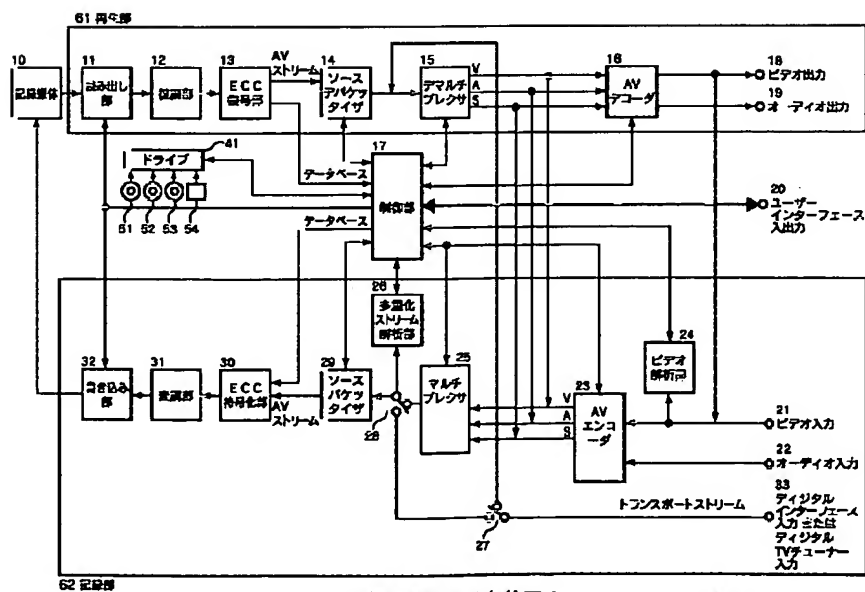 61 再生部
10
記録媒体
11
読み出し
部
12
復調部
13
ECC
復号部
AV
ストリーム
14
ソース
デパケッ
タイザ
15
デマルチ
プレクサ
V
A
S
16
AV
デコーダ
18
ビデオ出力
19
オーディオ出力
41
ドライブ
51
52
53
54
データベース
データベース
17
制御部
20
ユーザー
インターフェース
入出力
26
多重化
ストリーム
解析部
24
ビデオ
解析部
32
書き込み
部
31
変調部
30
ECC
符号化部
AV
ストリーム
29
ソース
パケッ
タイザ
28
25
マルチ
プレクサ
V
A
S
23
AV
エンコ
ーダ
21
ビデオ入力
22
オーディオ入力
トランスポートストリーム
27
33
ディジタル
インターフェース
入力または
ディジタル
TVチューナー
入力
62 記録部